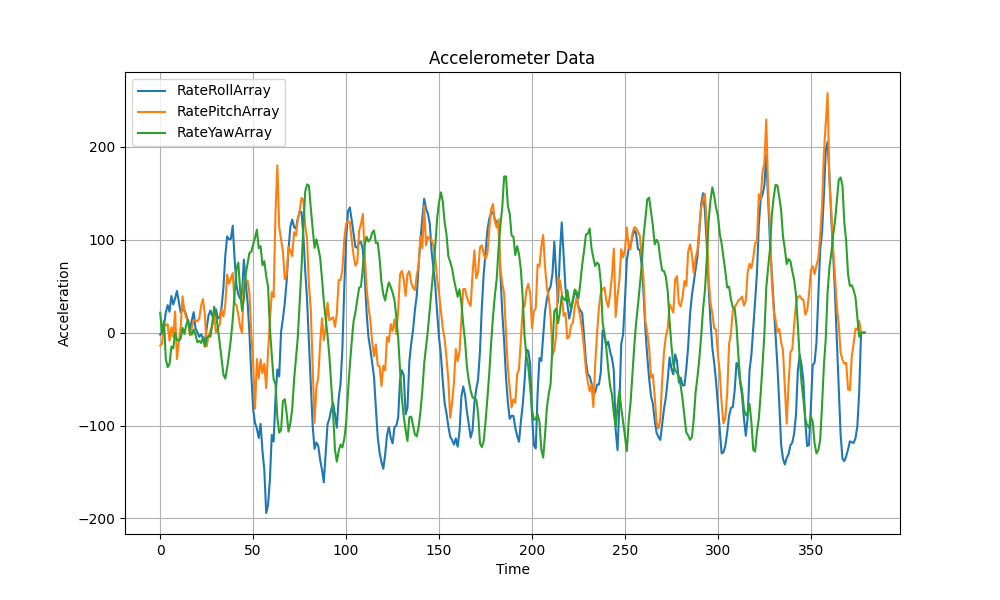 Accelerometer Data
RateRollArray
RatePitchArray
RateYawArray
200
100
0
−100
−200
Acceleration
0 50 100 150 200 250 300 350
Time